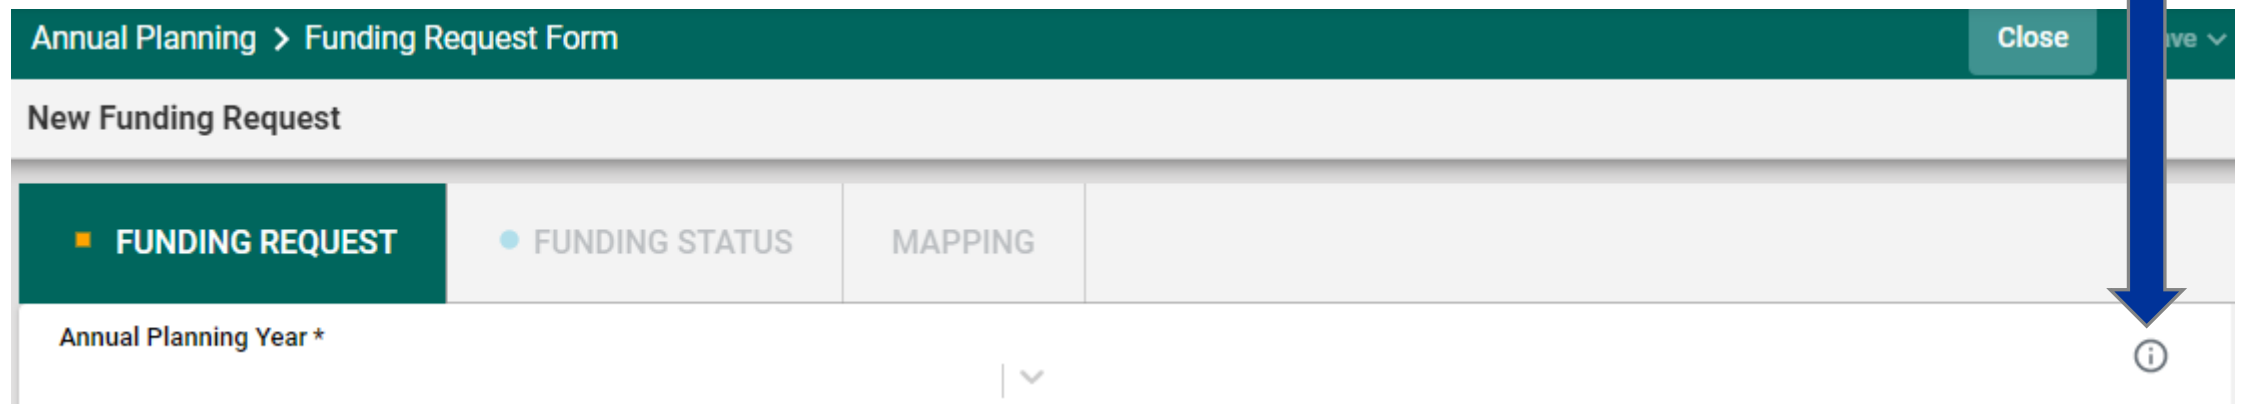 Annual Planning > Funding Request Form
Close
New Funding Request
FUNDING REQUEST
FUNDING STATUS
MAPPING
Annual Planning Year *